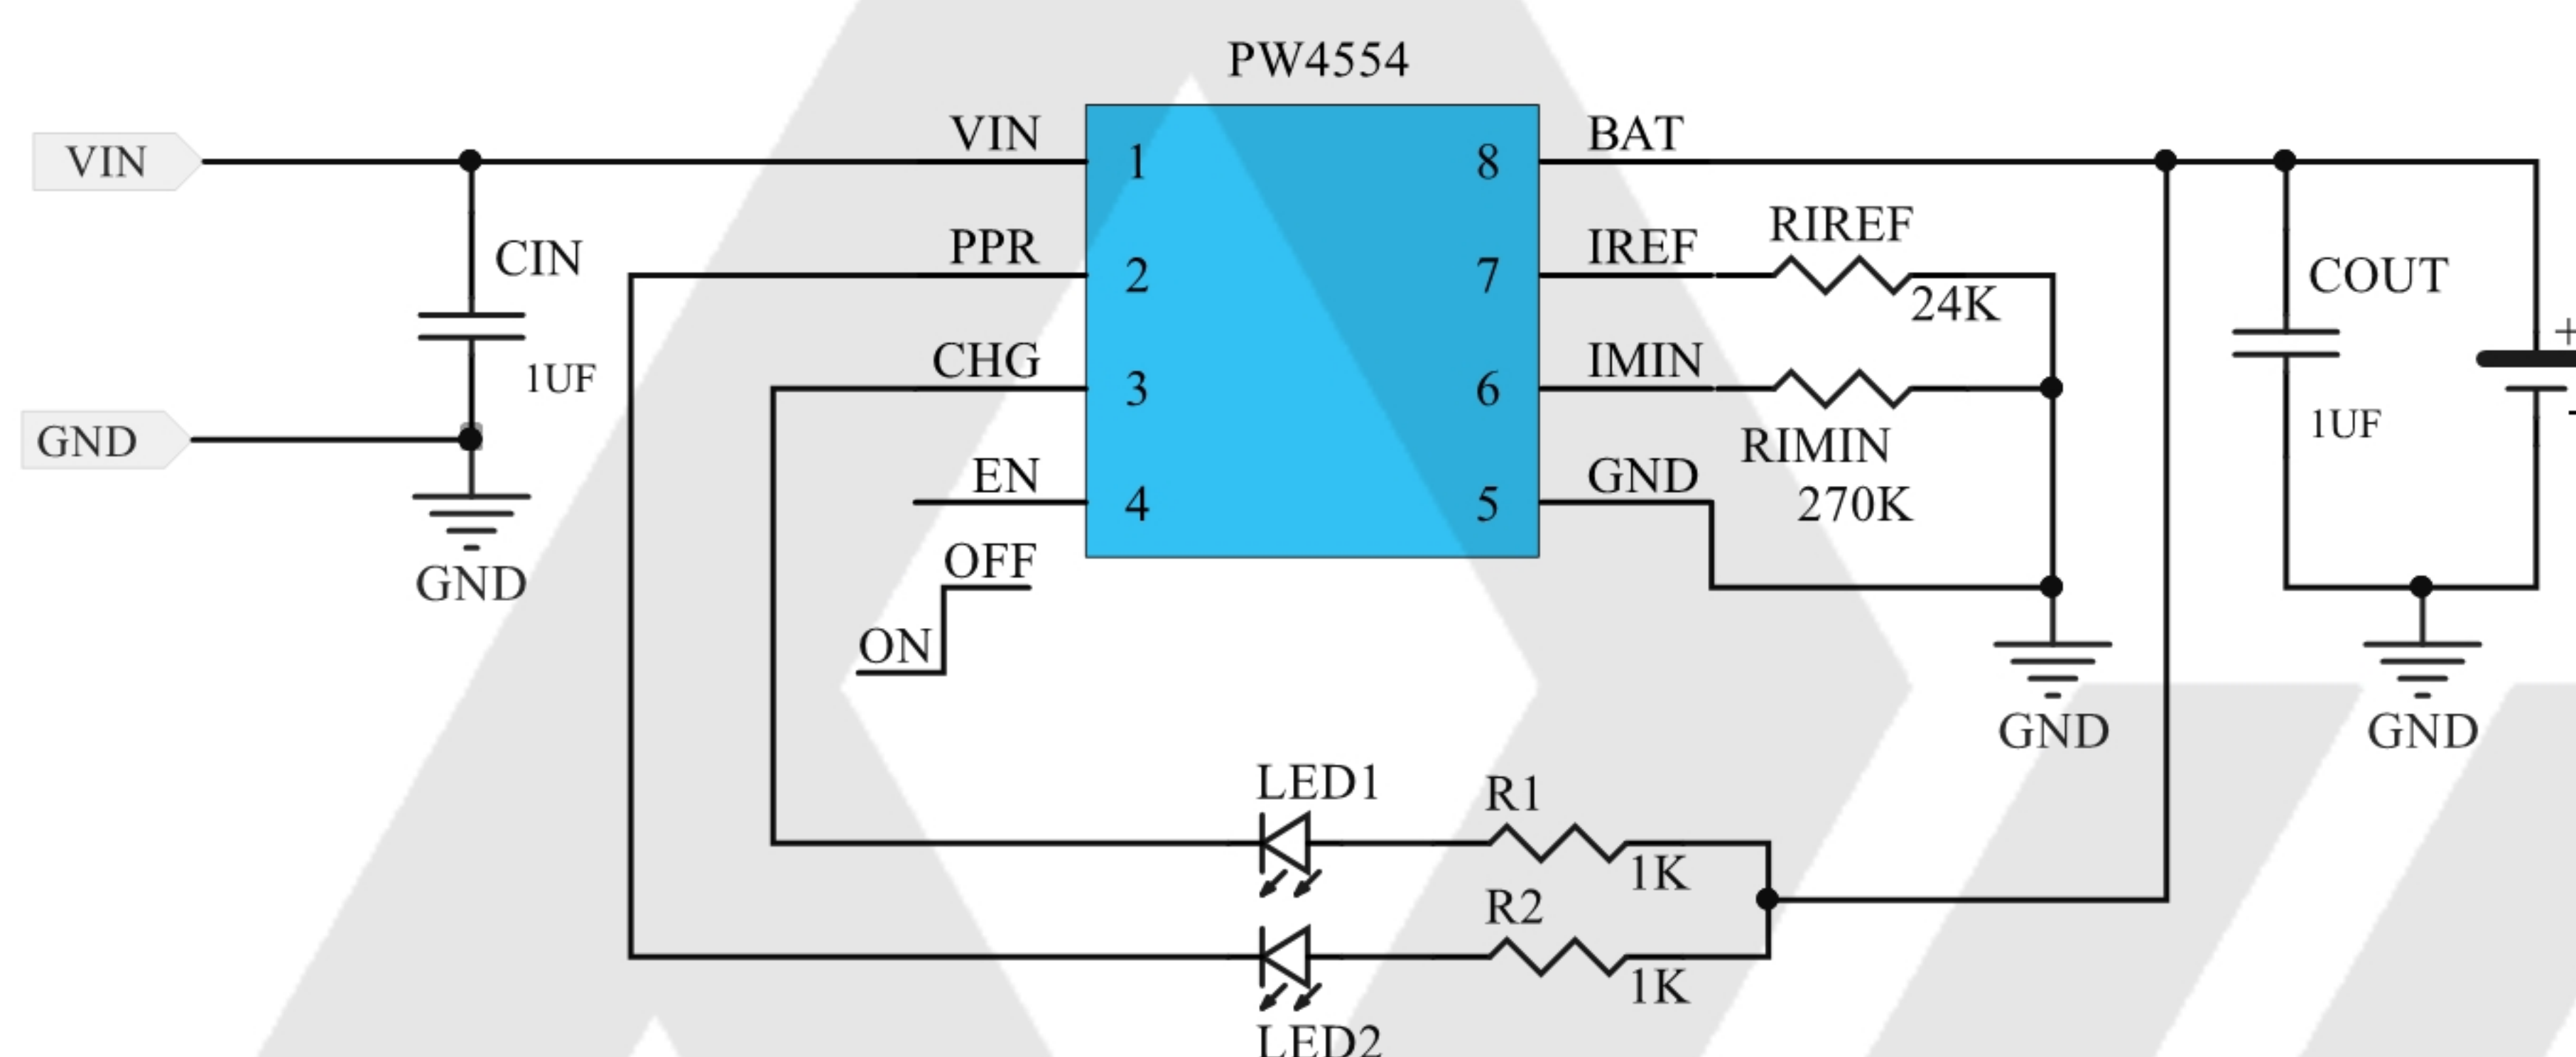 PW4554
VIN
VIN
1
8
BAT
PPR
2
7
IREF
RIREF
24K
CIN
1UF
COUT
1UF
+
-
CHG
3
6
IMIN
RIMIN
270K
GND
EN
4
5
GND
OFF
ON
GND
GND
GND
LED1
R1
1K
R2
1K
LED2